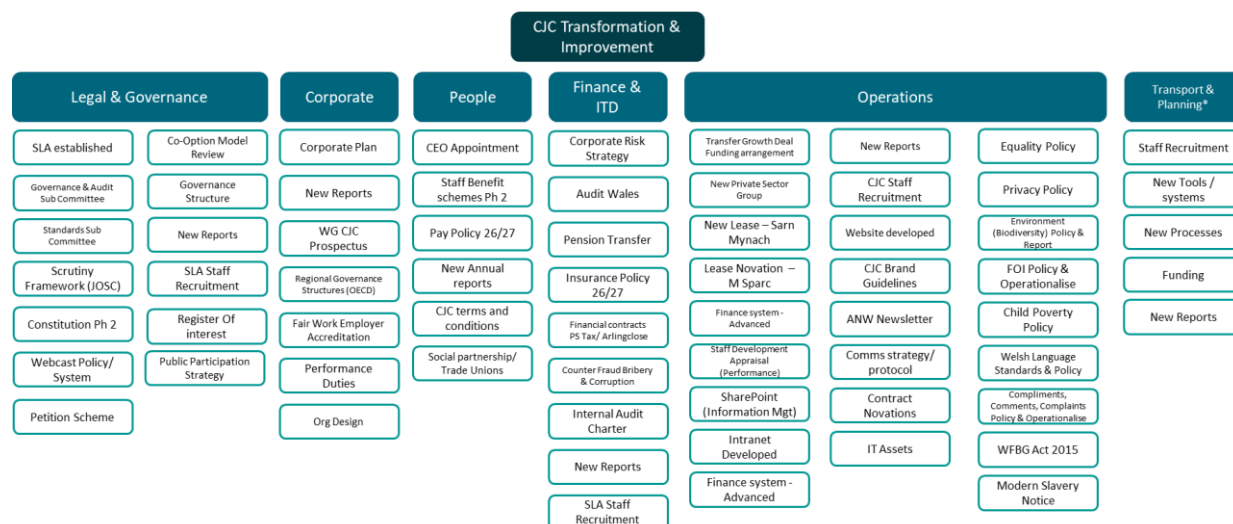 CJC Transformation &
Improvement
Legal & Governance
SLA established
Governance & Audit
Sub Committee
Standards Sub
Committee
Scrutiny
Framework (JOSC)
Constitution Ph 2
Webcast Policy/
System
Petition Scheme
Co-Option Model
Review
Governance
Structure
New Reports
SLA Staff
Recruitment
Register Of
interest
Public Participation
Strategy
Corporate
Corporate Plan
New Reports
WG CJC
Prospectus
Regional Governance
Structures (OECD)
Fair Work Employer
Accreditation
Performance
Duties
Org Design
People
CEO Appointment
Staff Benefit
schemes Ph 2
Pay Policy 26/27
New Annual
reports
CJC terms and
conditions
Social partnership/
Trade Unions
Finance &
ITD
Corporate Risk
Strategy
Audit Wales
Pension Transfer
Insurance Policy
26/27
Financial contracts
PS Tax/ Arlingclose
Counter Fraud Bribery
& Corruption
Internal Audit
Charter
New Reports
SLA Staff
Recruitment
Operations
Transfer Growth Deal
Funding arrangement
New Private Sector
Group
New Lease – Sarn
Mynach
Lease Novation –
M Sparc
Finance system -
Advanced
Staff Development
Appraisal
(Performance)
SharePoint
(Information Mgt)
Intranet
Developed
Finance system -
Advanced
New Reports
CJC Staff
Recruitment
Website developed
CJC Brand
Guidelines
ANW Newsletter
Comms strategy/
protocol
Contract
Novations
IT Assets
Equality Policy
Privacy Policy
Environment
(Biodiversity) Policy &
Report
FOI Policy &
Operationalise
Child Poverty
Policy
Welsh Language
Standards & Policy
Compliments,
Comments, Complaints
Policy & Operationalise
WFBG Act 2015
Modern Slavery
Notice
Transport &
Planning*
Staff Recruitment
New Tools /
systems
New Processes
Funding
New Reports